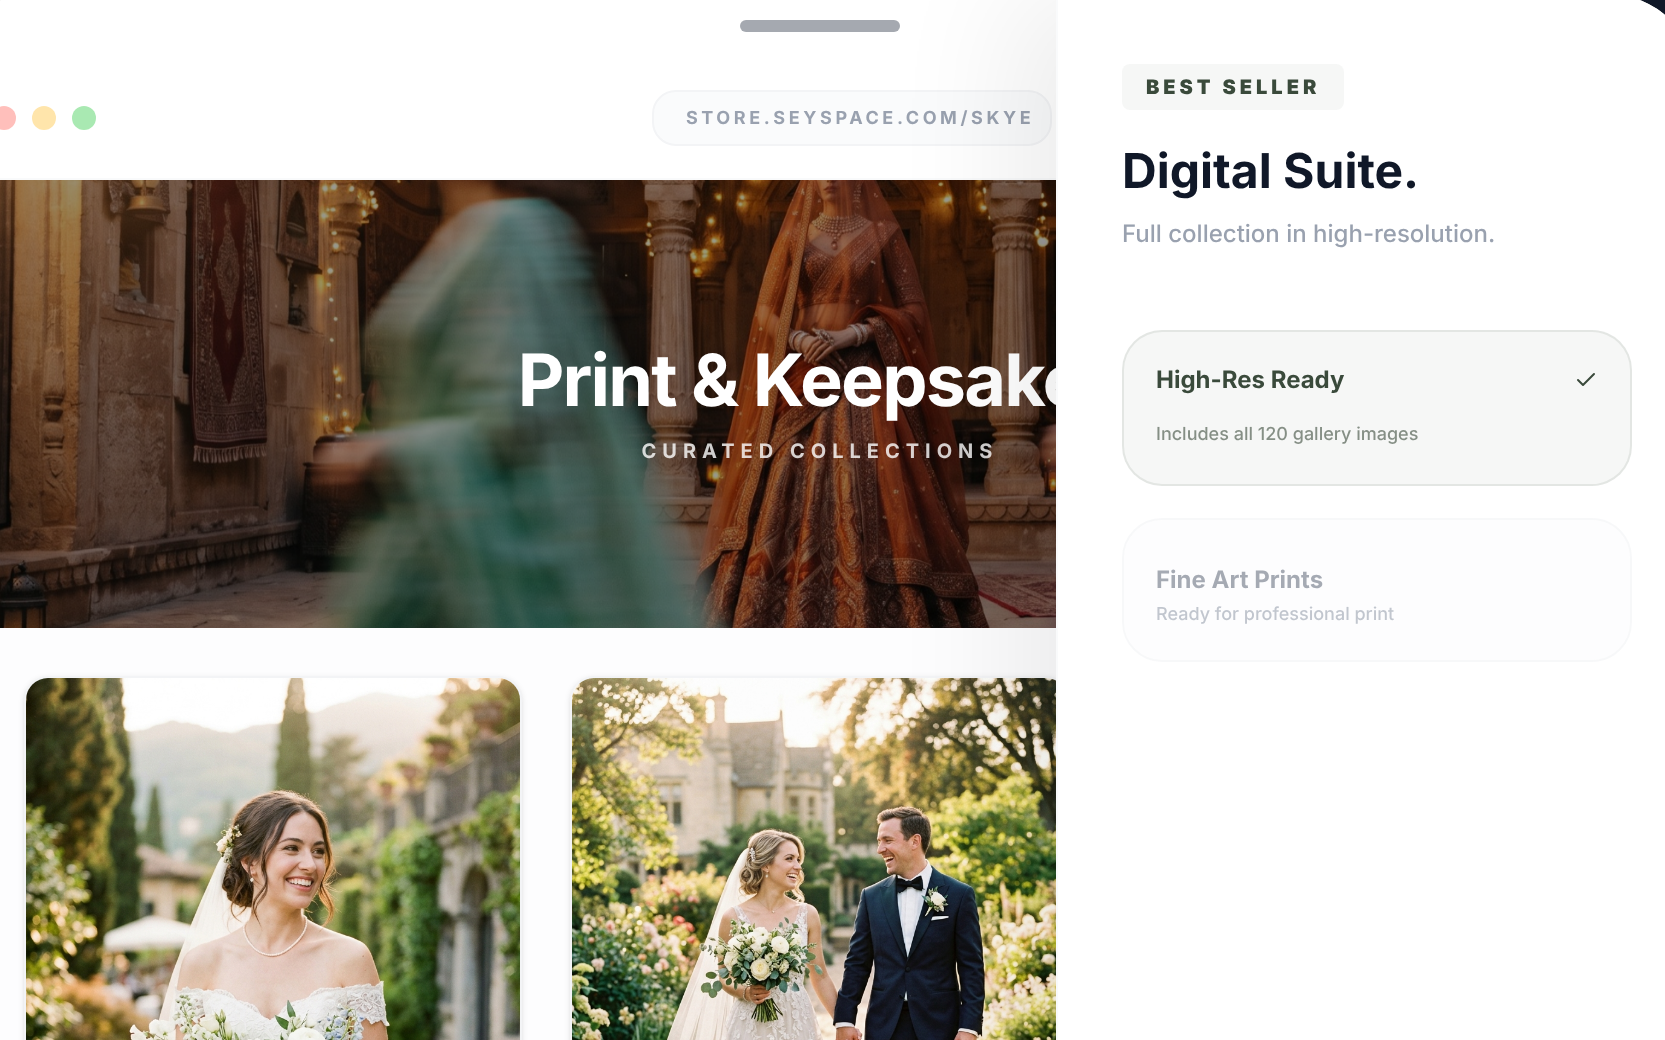 STORE.SEYSPACE.COM/SKYE
Print & Keepsake
CURATED COLLECTIONS
BEST SELLER
Digital Suite.
Full collection in high-resolution.
High-Res Ready
Includes all 120 gallery images
Fine Art Prints
Ready for professional print